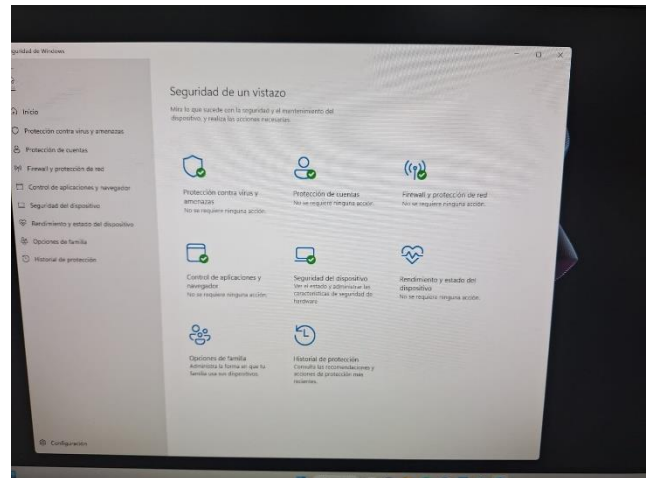 guridad de Windows
Inicio
Protección contra virus y amenazas
Protección de cuentas
Firewall y protección de red
Control de aplicaciones y navegador
Seguridad del dispositivo
Rendimiento y estado del dispositivo
Opciones de familia
Historial de protección
Configuración
Seguridad de un vistazo
Mira lo que sucede con la seguridad y el mantenimiento del
dispositivo, y realiza las acciones necesarias.
Protección contra virus y
amenazas
No se requiere ninguna acción.
Protección de cuentas
No se requiere ninguna acción.
Firewall y protección de red
No se requiere ninguna acción.
Control de aplicaciones y
navegador
No se requiere ninguna acción.
Seguridad del dispositivo
Ver el estado y administrar las
características de seguridad de
hardware
Rendimiento y estado del
dispositivo
No se requiere ninguna acción.
Opciones de familia
Administra la forma en que tu
familia usa sus dispositivos.
Historial de protección
Consulta las recomendaciones y
acciones de protección más
recientes.